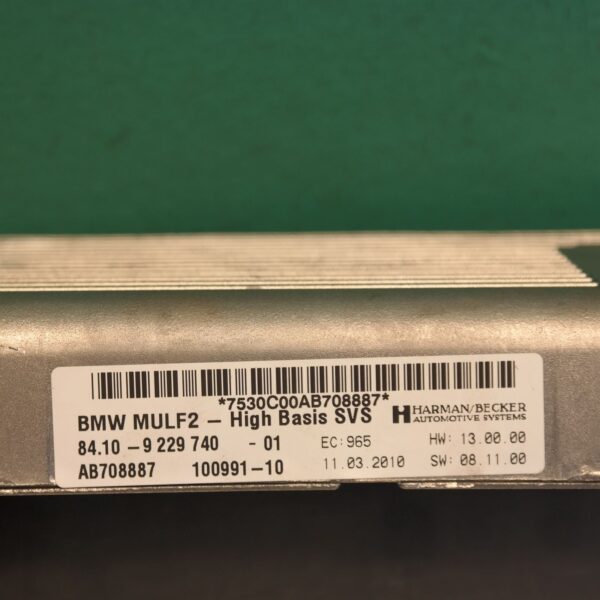 *7530C00AB708887*
BMW MULF2 – High Basis SVS
HARMAN/BECKER
AUTOMOTIVE SYSTEMS
84.10 – 9 229 740 - 01 EC: 965 HW: 13.00.00
AB708887 100991-10 11.03.2010 SW: 08.11.00